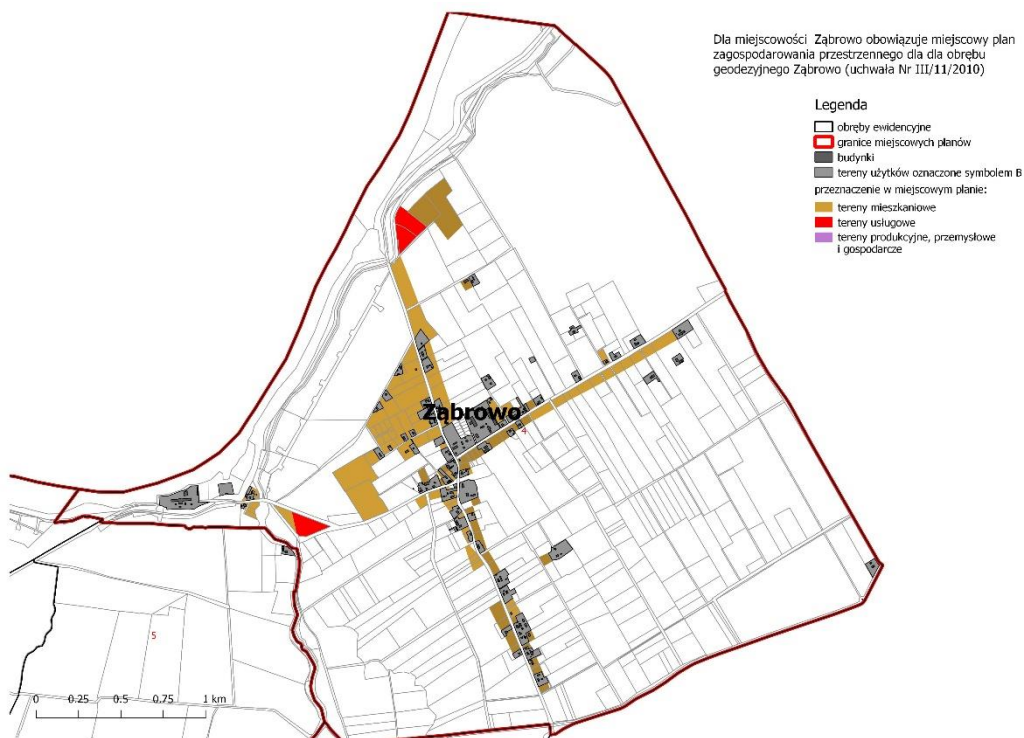 Dla miejscowości Ząbrowo obowiązuje miejscowy plan
zagospodarowania przestrzennego dla dla obrębu
geodezyjnego Ząbrowo (uchwała Nr III/11/2010)
Legenda
obręby ewidencyjne
granice miejscowych planów
budynki
tereny użytków oznaczone symbolem B
przeznaczenie w miejscowym planie:
tereny mieszkaniowe
tereny usługowe
tereny produkcyjne, przemysłowe
i gospodarcze
Ząbrowo
4
5
0 0.25 0.5 0.75 1 km